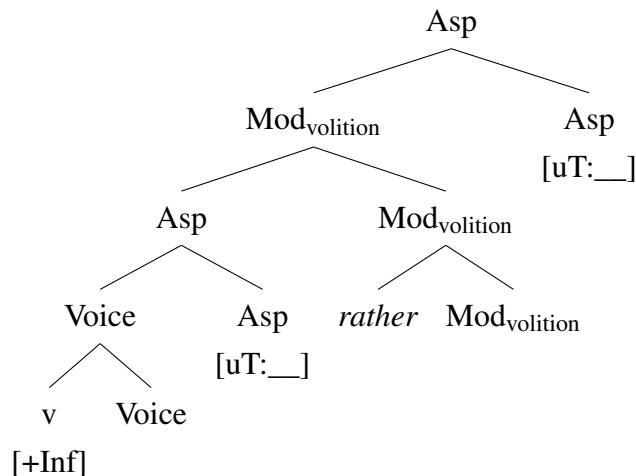 Asp
Mod_volition Asp
[uT:__]
Asp Mod_volition
Voice Asp rather Mod_volition
[uT:__]
v Voice
[+Inf]